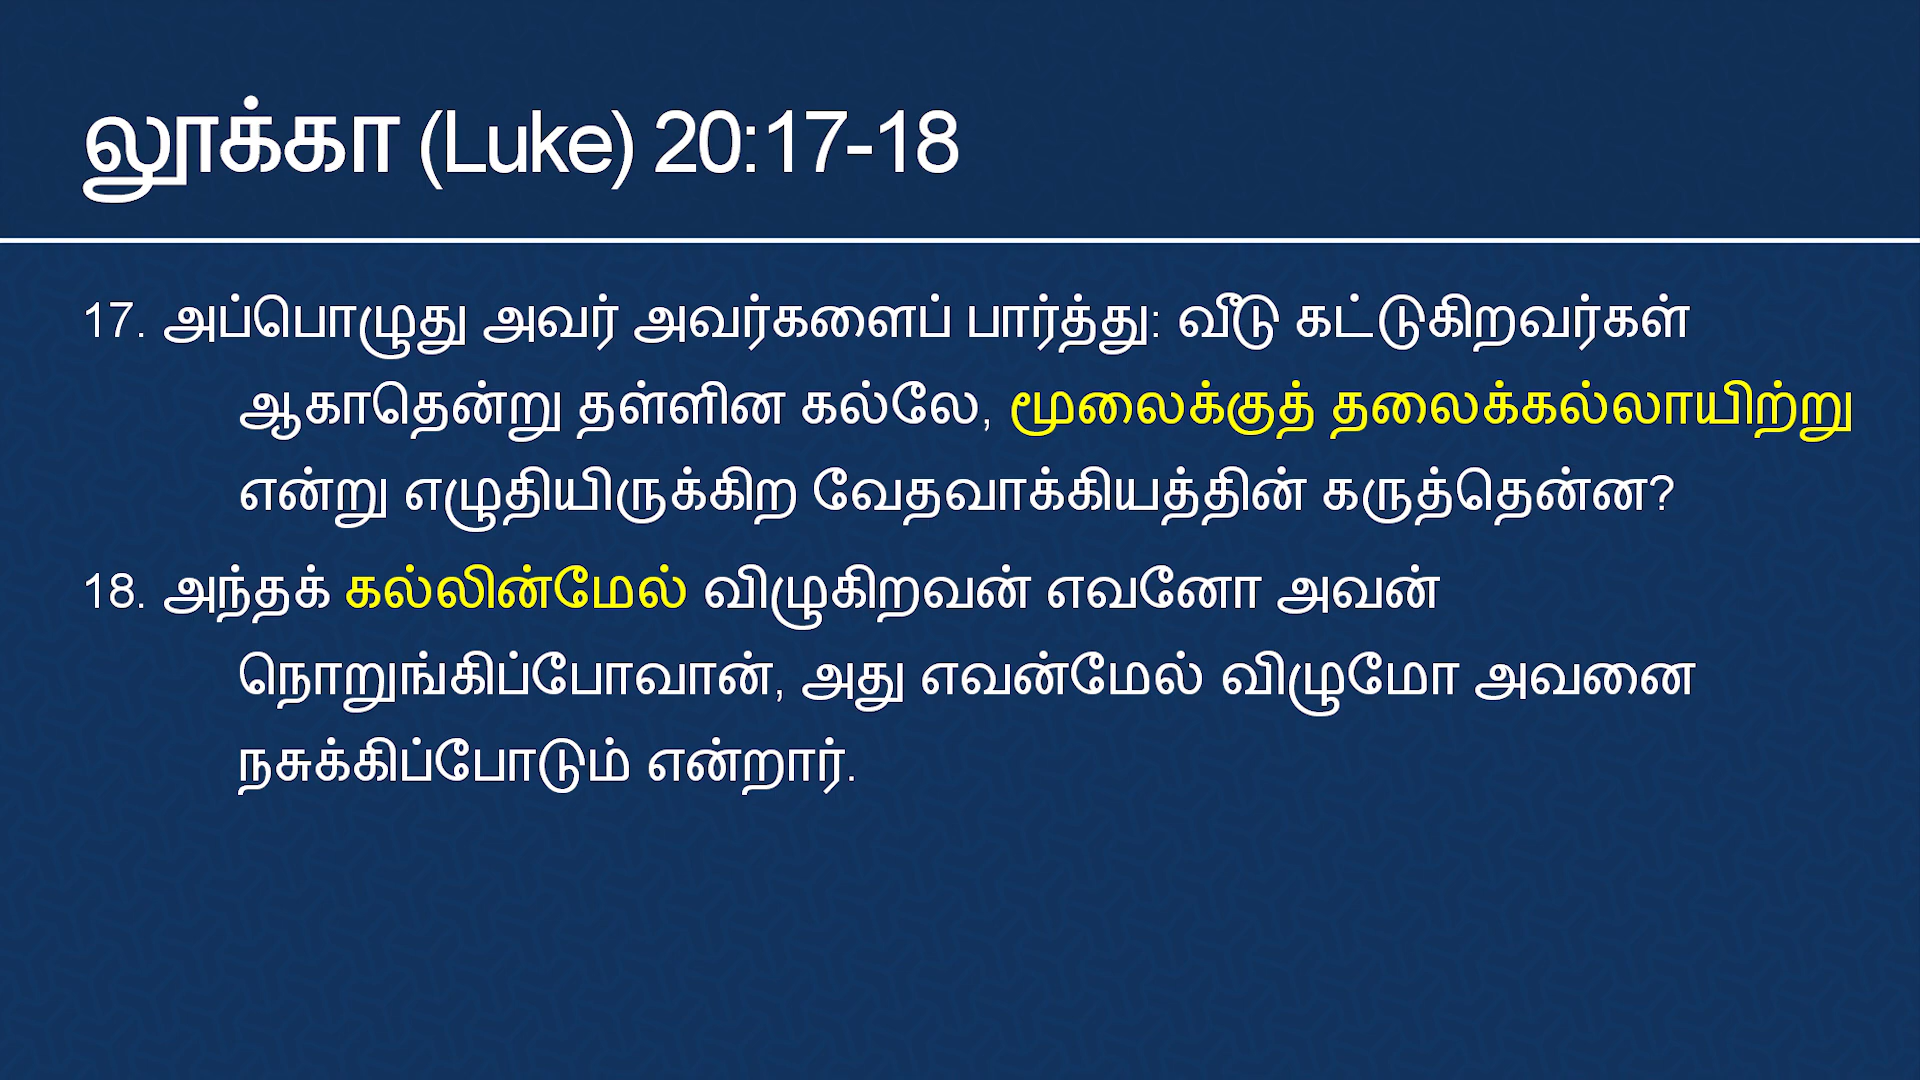 லூக்கா (Luke) 20:17-18
17. அப்பொழுது அவர் அவர்களைப் பார்த்து: வீடு கட்டுகிறவர்கள்
ஆகாதென்று தள்ளின கல்லே, மூலைக்குத் தலைக்கல்லாயிற்று
என்று எழுதியிருக்கிற வேதவாக்கியத்தின் கருத்தென்ன?
18. அந்தக் கல்லின்மேல் விழுகிறவன் எவனோ அவன்
நொறுங்கிப்போவான், அது எவன்மேல் விழுமோ அவனை
நசுக்கிப்போடும் என்றார்.